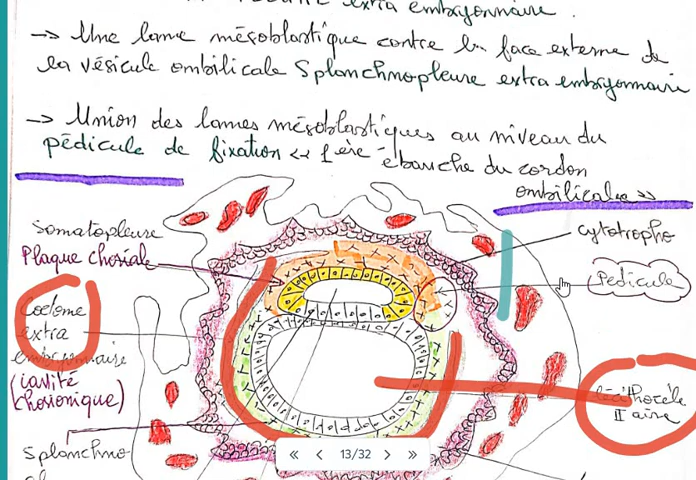 extra embryonnaire.
→ Une lame mésoblastique contre la face externe de
la vésicule ombilicale Splanchnopleure extra embryonnaire
→ Union des lames mésoblastiques au niveau du
pédicule de fixation << 1ère ébauche du cordon
ombilicale >>
Somatopleure
Plaque choriale
cytotropho
Pédicule
Coelome
extra
embryonnaire
(cavité
chorionique)
lécithocèle
II aire
Splanchno
« ‹ 13/32 › »